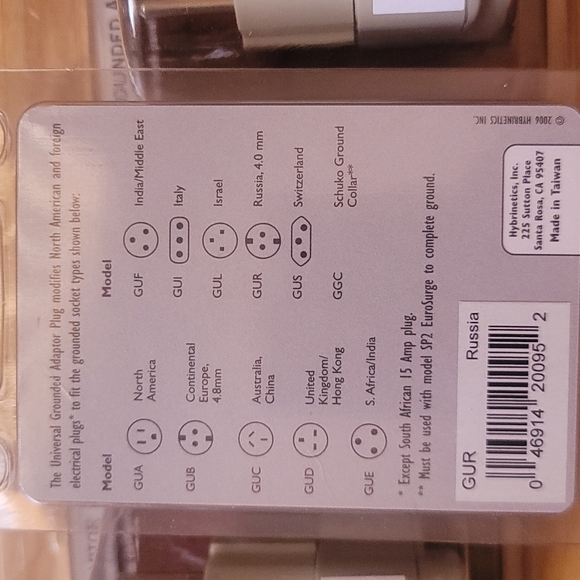 The Universal Grounded Adaptor Plug modifies North American and foreign
electrical plugs* to fit the grounded socket types shown below:
Model
GUA North
America
GUB Continental
Europe,
4.8mm
GUC Australia,
China
GUD United
Kingdom/
Hong Kong
GUE S. Africa/India
Model
GUF India/Middle East
GUI Italy
GUL Israel
GUR Russia, 4.0 mm
GUS Switzerland
GGC Schuko Ground
Collar**
* Except South African 15 Amp plug.
** Must be used with model SP2 EuroSurge to complete ground.
GUR Russia
0 46914 20095 2
Hybrinetics, Inc.
225 Sutton Place
Santa Rosa, CA 95407
Made in Taiwan
© 2006 HYBRINETICS INC.